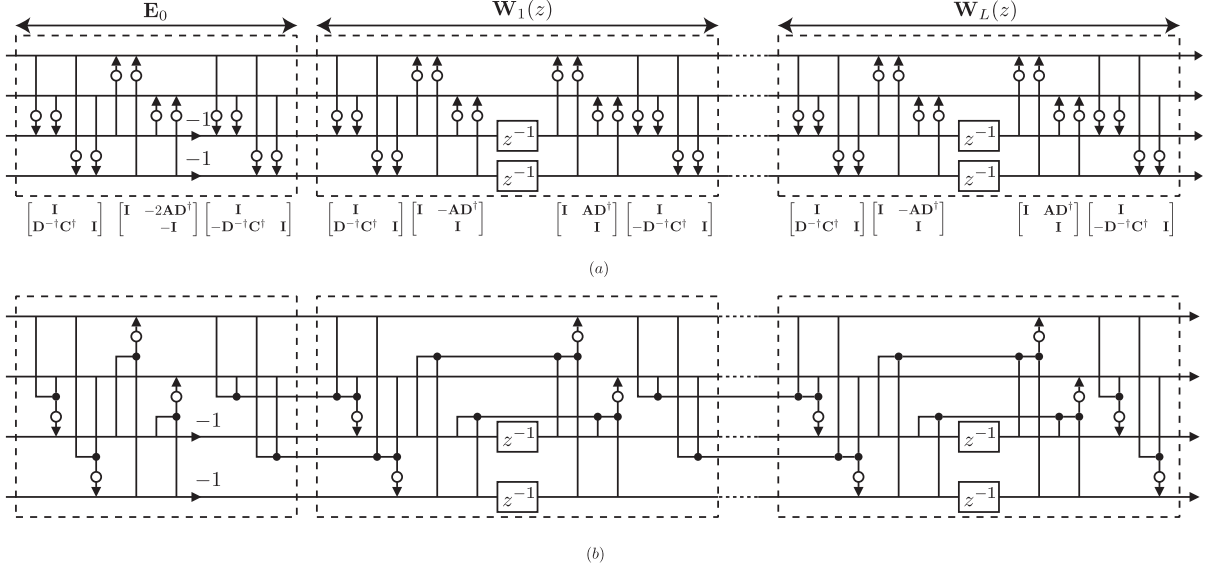 E₀ W₁(z) W_L(z)
−1
−1
z⁻¹ z⁻¹
z⁻¹ z⁻¹
[I ; D⁻†C† I] [I −2AD† ; −I] [I ; −D⁻†C† I] [I ; D⁻†C† I] [I −AD† ; I] [I AD† ; I] [I ; −D⁻†C† I] [I ; D⁻†C† I] [I −AD† ; I] [I AD† ; I] [I ; −D⁻†C† I]
(a)
−1
z⁻¹ z⁻¹
−1
z⁻¹ z⁻¹
(b)